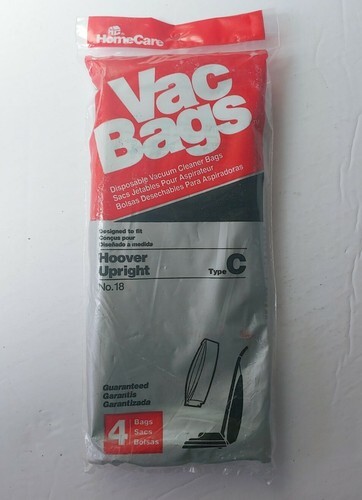 HomeCare
Vac
Bags
Disposable Vacuum Cleaner Bags
Sacs Jetables Pour Aspirateur
Bolsas Desechables Para Aspiradoras
Designed to fit
Conçus pour
Diseñado à medida
Hoover
Upright
Type C
No.18
Guaranteed
Garantis
Garantizada
4 Bags
Sacs
Bolsas